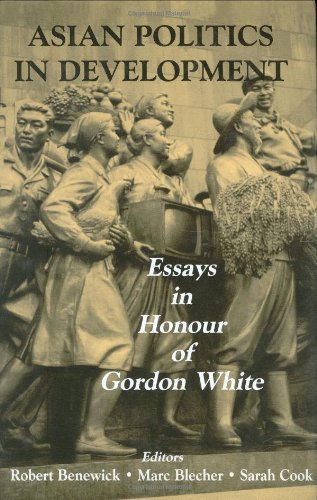 ASIAN POLITICS
IN DEVELOPMENT
Essays
in
Honour
of
Gordon White
Editors
Robert Benewick • Marc Blecher • Sarah Cook